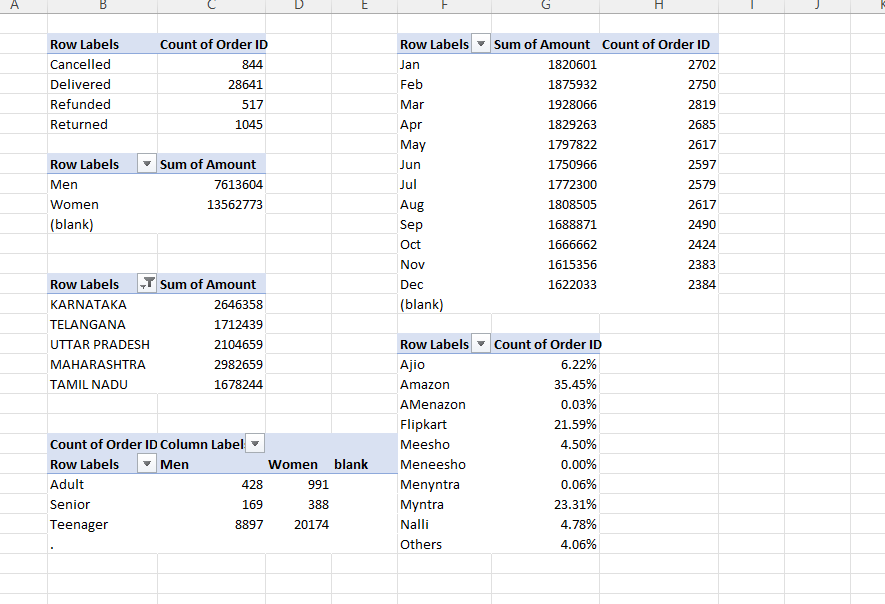 A B C D E F G H I J K
Row Labels Count of Order ID
Cancelled 844
Delivered 28641
Refunded 517
Returned 1045
Row Labels Sum of Amount
Men 7613604
Women 13562773
(blank)
Row Labels Sum of Amount
KARNATAKA 2646358
TELANGANA 1712439
UTTAR PRADESH 2104659
MAHARASHTRA 2982659
TAMIL NADU 1678244
Count of Order ID Column Label
Row Labels Men Women blank
Adult 428 991
Senior 169 388
Teenager 8897 20174
.
Row Labels Sum of Amount Count of Order ID
Jan 1820601 2702
Feb 1875932 2750
Mar 1928066 2819
Apr 1829263 2685
May 1797822 2617
Jun 1750966 2597
Jul 1772300 2579
Aug 1808505 2617
Sep 1688871 2490
Oct 1666662 2424
Nov 1615356 2383
Dec 1622033 2384
(blank)
Row Labels Count of Order ID
Ajio 6.22%
Amazon 35.45%
AMenazon 0.03%
Flipkart 21.59%
Meesho 4.50%
Meneesho 0.00%
Menyntra 0.06%
Myntra 23.31%
Nalli 4.78%
Others 4.06%